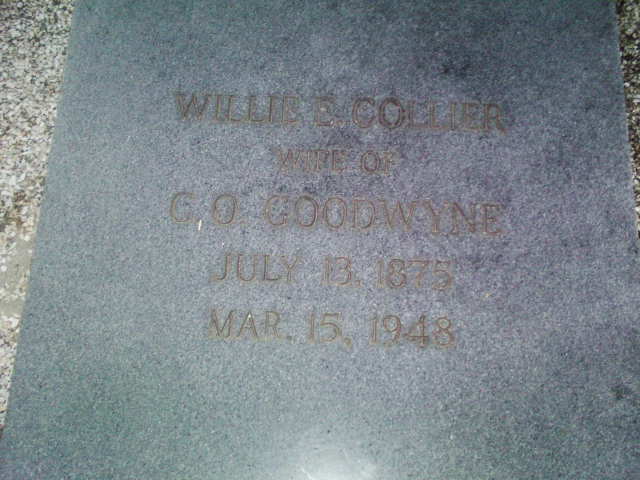 WILLIE E. COLLIER
WIFE OF
C. O. GOODWYNE
JULY 13, 1875
MAR. 15, 1948